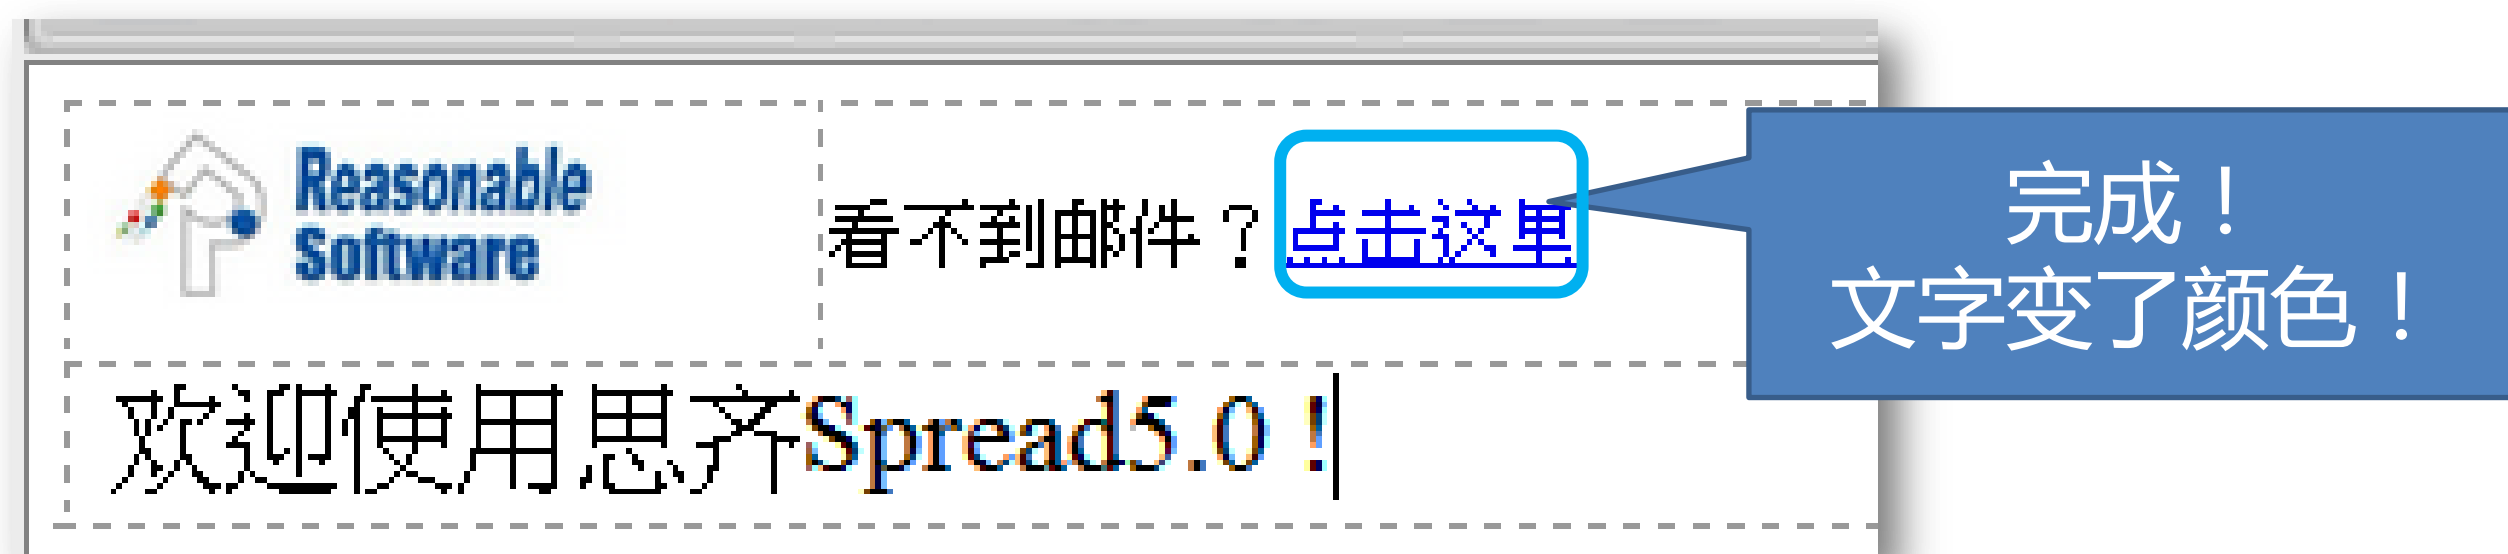 Reasonable
Software
看不到邮件？点击这里
欢迎使用思齐Spread5.0！
完成！
文字变了颜色！